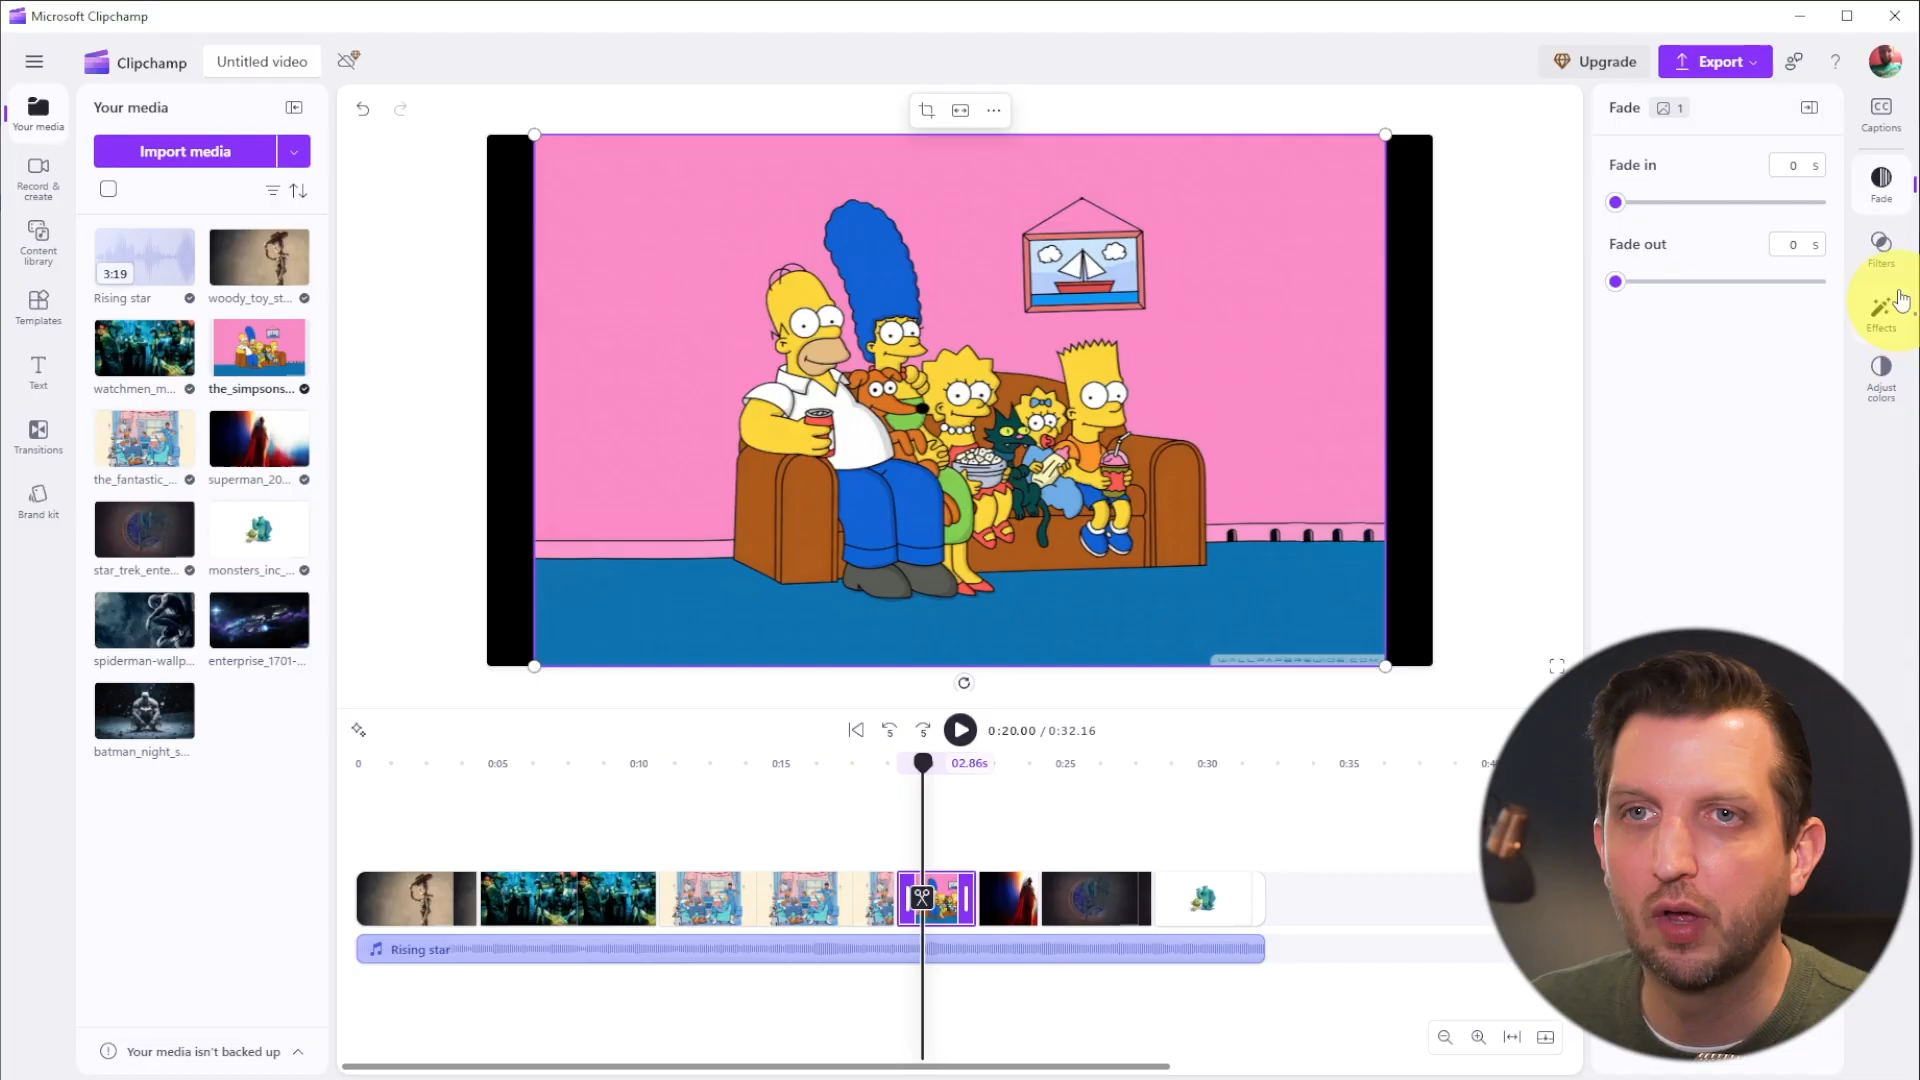 Microsoft Clipchamp
Clipchamp
Untitled video
Upgrade
Export
?
Your media
Record & create
Content library
Templates
Text
Transitions
Brand kit
Your media
Import media
3:19
Rising star
woody_toy_st...
watchmen_m...
the_simpsons...
the_fantastic_...
superman_20...
star_trek_ente...
monsters_inc_...
spiderman-wallp...
enterprise_1701-...
batman_night_s...
Your media isn't backed up
5
5
0:20.00 / 0:32.16
0
0:05
0:10
0:15
02.86s
0:25
0:30
0:35
Rising star
Fade
1
Fade in
0 s
Fade out
0 s
CC
Captions
Fade
Filters
Effects
Adjust colors